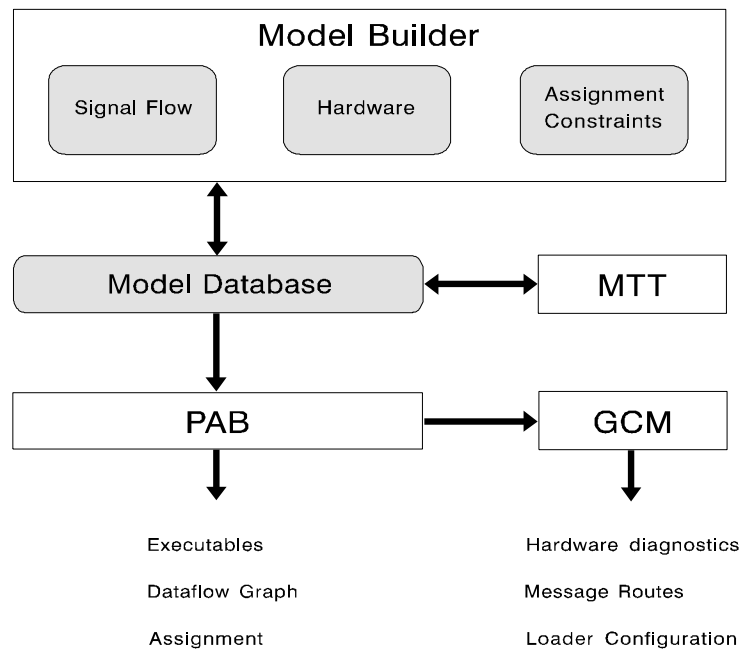 Model Builder
Signal Flow
Hardware
Assignment
Constraints
Model Database
MTT
PAB
GCM
Executables
Hardware diagnostics
Dataflow Graph
Message Routes
Assignment
Loader Configuration